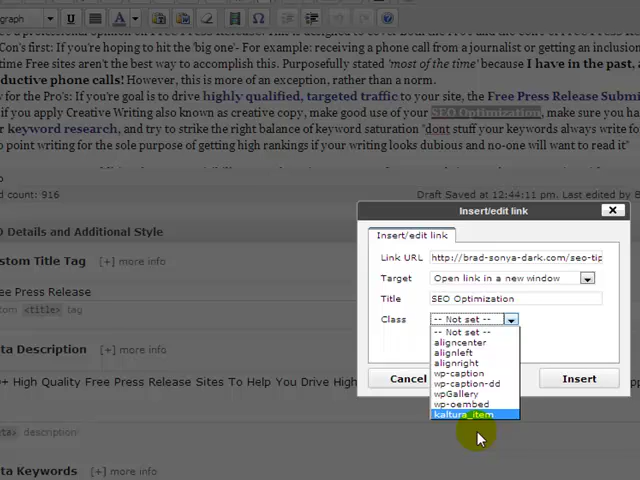 ragraph
U
A
Ω
Con's first: If you're hoping to hit the 'big one'- For example: receiving a phone call from a journalist or getting an inclusion
time Free sites aren't the best way to accomplish this. Purposefully stated 'most of the time' because I have in the past, a
ductive phone calls! However, this is more of an exception, rather than a norm.
w for the Pro's: If you're goal is to drive highly qualified, targeted traffic to your site, the Free Press Release Submi
if you apply Creative Writing also known as creative copy, make good use of your SEO Optimization, make sure you ha
r keyword research, and try to strike the right balance of keyword saturation "dont stuff your keywords always write fo
o point writing for the sole purpose of getting high rankings if your writing looks dubious and no-one will want to read it"
rd count: 916
Draft Saved at 12:44:11 pm. Last edited by B
Insert/edit link
Insert/edit link
Link URL http://brad-sonya-dark.com/seo-tip
Target Open link in a new window
Title SEO Optimization
Class -- Not set --
-- Not set --
aligncenter
alignleft
alignright
wp-caption
wp-caption-dd
wpGallery
wp-oembed
kaltura_item
Cancel
Insert
O Details and Additional Style
stom Title Tag [+] more info
ee Press Release
tom <title> tag
ta Description [+] more info
+ High Quality Free Press Release Sites To Help You Drive High
ta> description
ta Keywords [+] more info